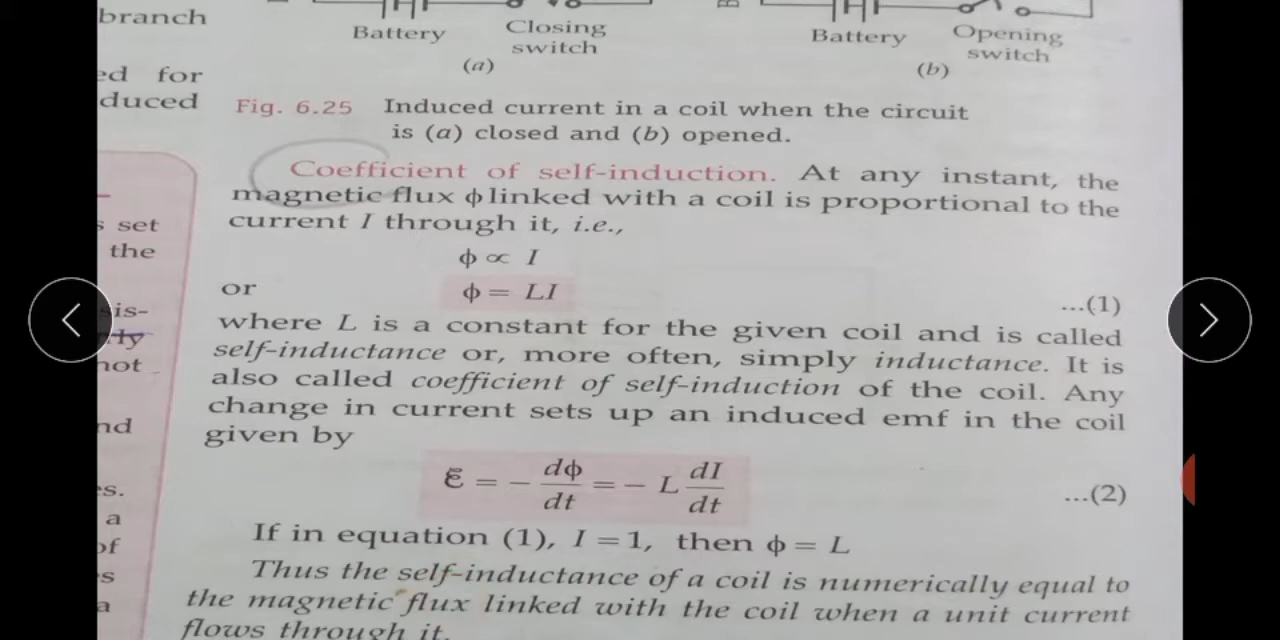 branch
ed for
duced
s set
the
sis-
not
nd
es.
a
of
s
a
Battery
Closing
switch
(a)
Battery
Opening
switch
(b)
Fig. 6.25 Induced current in a coil when the circuit
is (a) closed and (b) opened.
Coefficient of self-induction. At any instant, the
magnetic flux ϕ linked with a coil is proportional to the
current I through it, i.e.,
ϕ ∝ I
or ϕ = LI ...(1)
where L is a constant for the given coil and is called
self-inductance or, more often, simply inductance. It is
also called coefficient of self-induction of the coil. Any
change in current sets up an induced emf in the coil
given by
ℰ = − dϕ/dt = − L dI/dt ...(2)
If in equation (1), I = 1, then ϕ = L
Thus the self-inductance of a coil is numerically equal to
the magnetic flux linked with the coil when a unit current
flows through it.